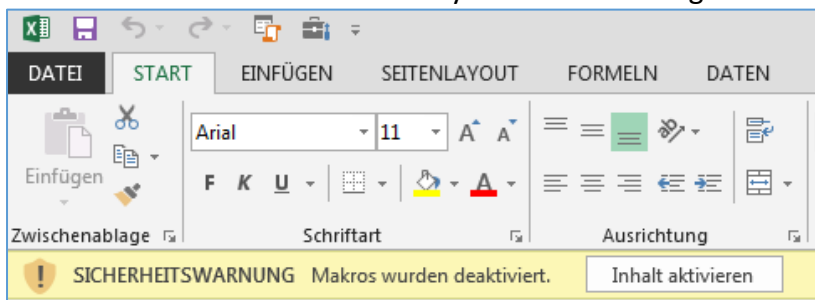 DATEI START EINFÜGEN SEITENLAYOUT FORMELN DATEN
Arial 11 A A
Einfügen
F K U A
Zwischenablage Schriftart Ausrichtung
SICHERHEITSWARNUNG Makros wurden deaktiviert. Inhalt aktivieren